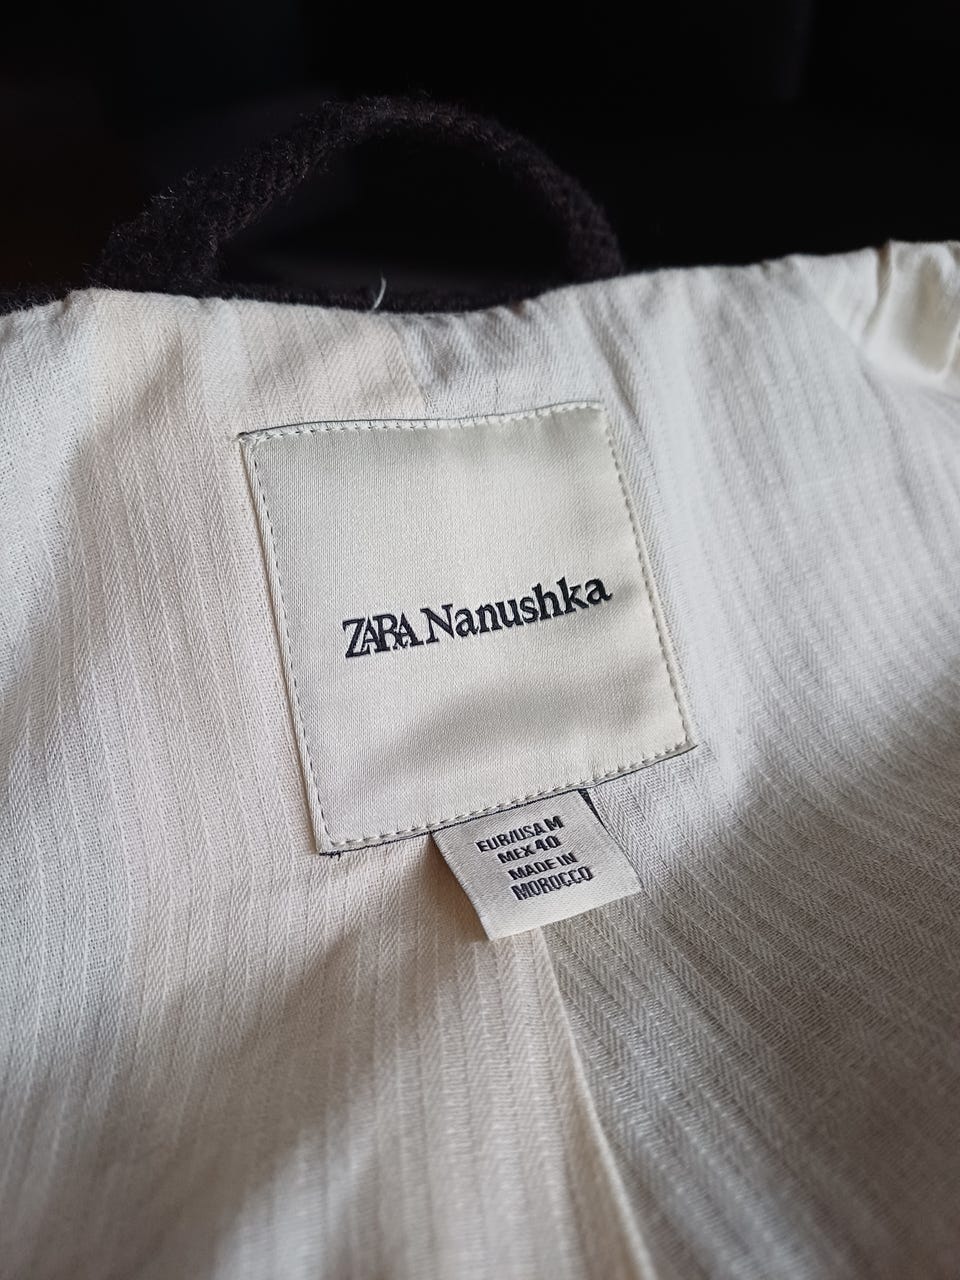 ZARA Nanushka
EUR/USA M
MEX 40
MADE IN
MOROCCO